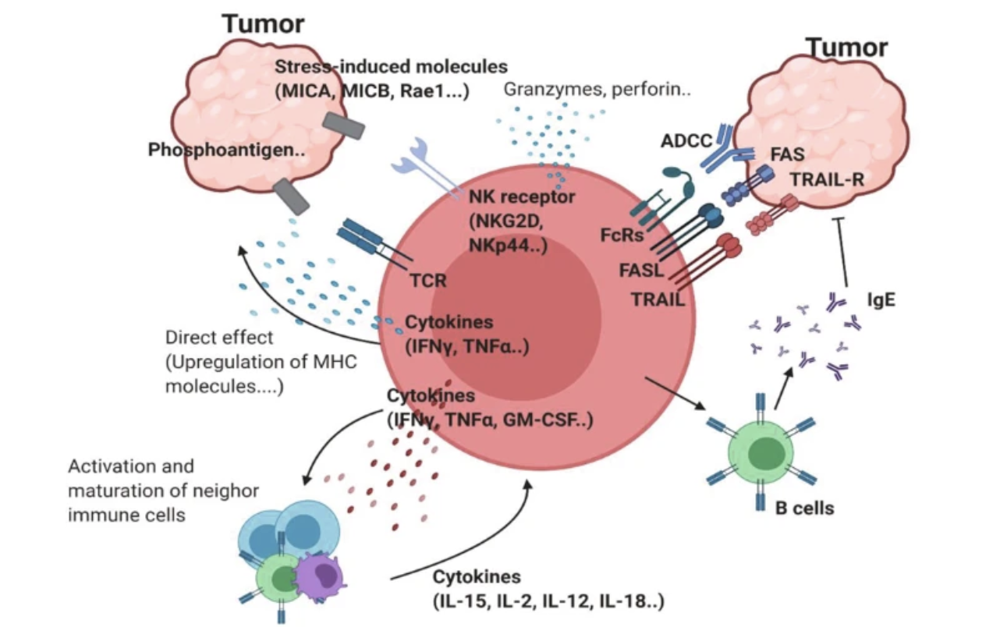 Tumor
Stress-induced molecules
(MICA, MICB, Rae1...)
Phosphoantigen..
Granzymes, perforin..
Tumor
ADCC
FAS
TRAIL-R
NK receptor
(NKG2D,
NKp44..)
FcRs
FASL
TRAIL
TCR
IgE
Cytokines
(IFNγ, TNFα..)
Direct effect
(Upregulation of MHC
molecules....)
Cytokines
(IFNγ, TNFα, GM-CSF..)
Activation and
maturation of neighor
immune cells
B cells
Cytokines
(IL-15, IL-2, IL-12, IL-18..)